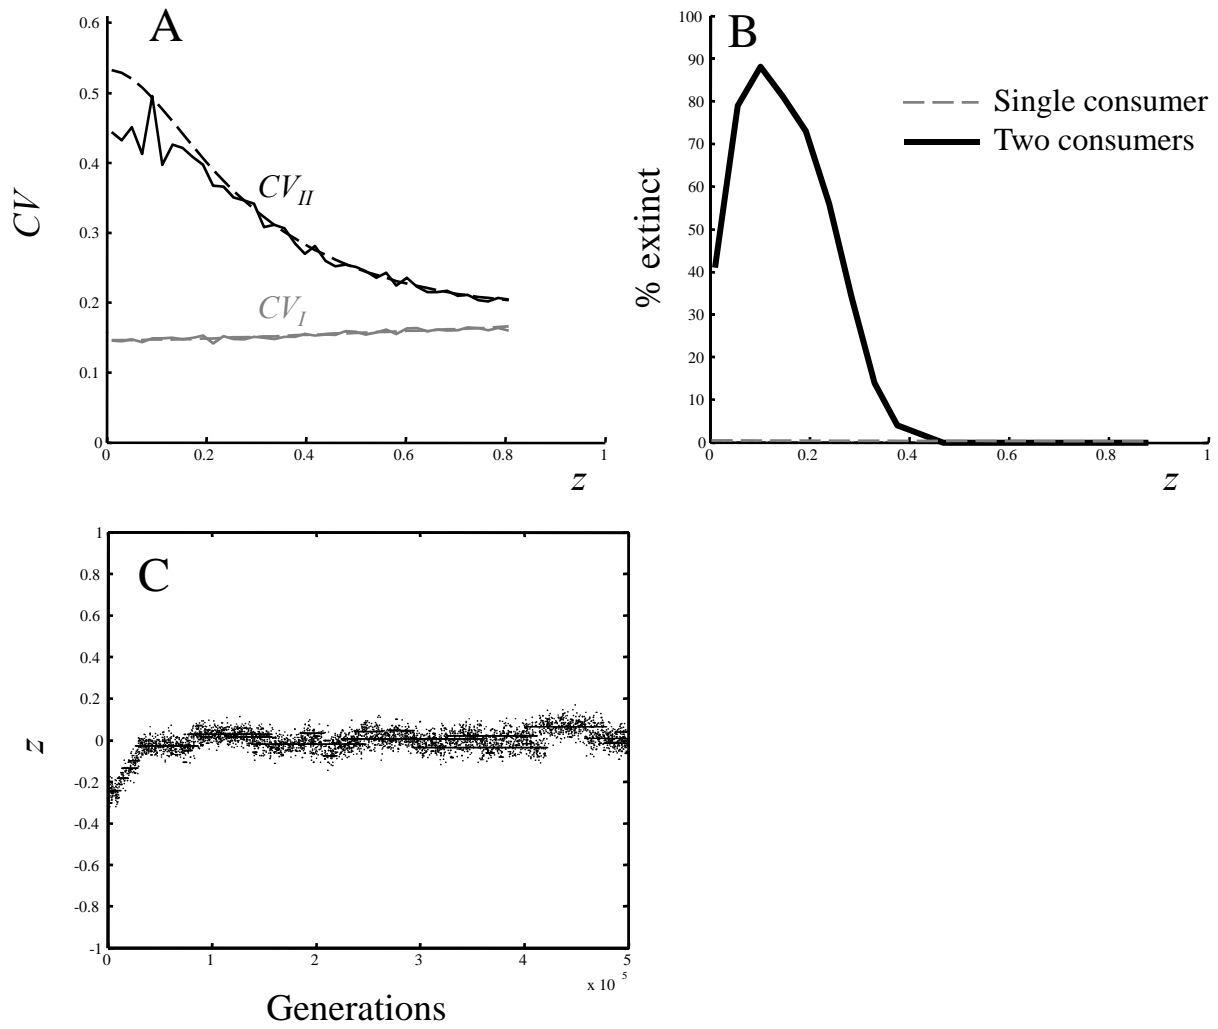 A
0.6
0.5
0.4
0.3
0.2
0.1
0
CV
CV_II
CV_I
0 0.2 0.4 0.6 0.8 1
z
B
100
90
80
70
60
50
40
30
20
10
0
% extinct
Single consumer
Two consumers
0 0.2 0.4 0.6 0.8 1
z
C
1
0.8
0.6
0.4
0.2
0
-0.2
-0.4
-0.6
-0.8
-1
z
0 1 2 3 4 5
x 10 5
Generations